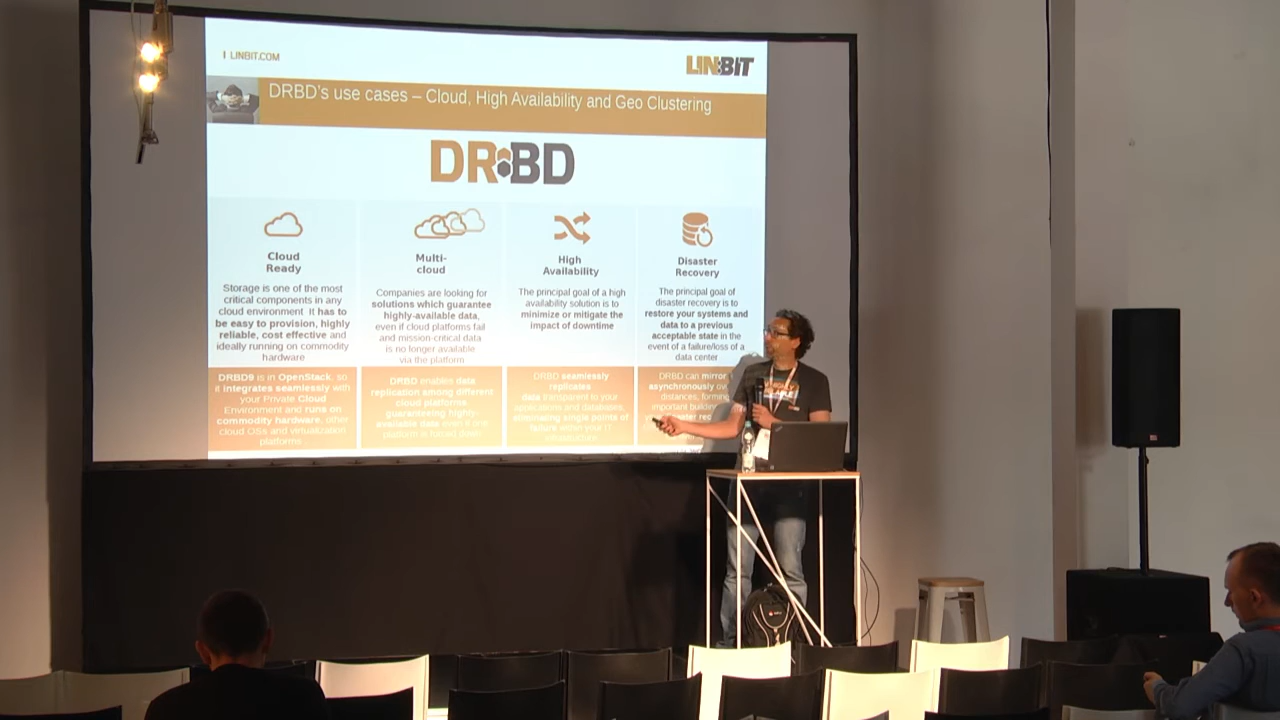 I LINBIT.COM
LINBIT
DRBD's use cases – Cloud, High Availability and Geo Clustering
DRBD
Cloud
Ready
Storage is one of the most
critical components in any
cloud environment. It has to
be easy to provision, highly
reliable, cost effective and
ideally running on commodity
hardware
DRBD9 is in OpenStack, so
it integrates seamlessly with
your Private Cloud
Environment and runs on
commodity hardware, other
cloud OSs and virtualization
platforms
Multi-
cloud
Companies are looking for
solutions which guarantee
highly-available data,
even if cloud platforms fail
and mission-critical data
is no longer available
via the platform
DRBD enables data
replication among different
cloud platforms,
guaranteeing highly-
available data even if one
platform is
High
Availability
The principal goal of a high
availability solution is to
minimize or mitigate the
impact of downtime
DRBD seamlessly
replicates
data transparent to your
applications and databases,
eliminating single points of
failure within your IT
infrastructure
Disaster
Recovery
The principal goal of
disaster recovery is to
restore your systems and
data to a previous
acceptable state in the
event of a failure/loss of a
data center
DRBD can mirror
asynchronously
distances, forming
important